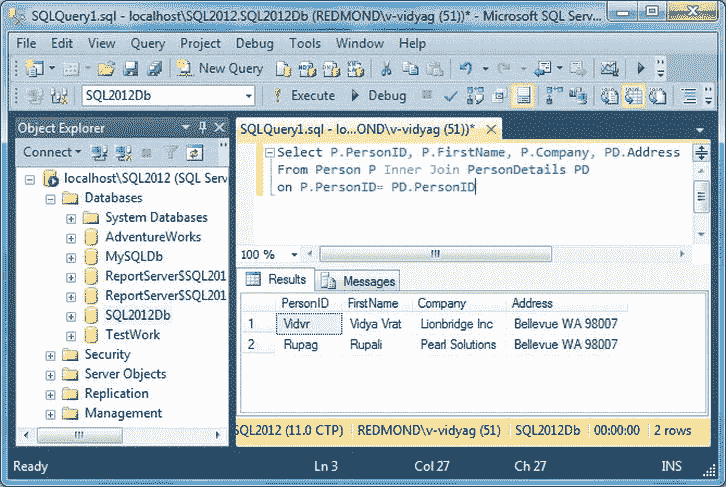 SQLQuery1.sql - localhost\SQL2012.SQL2012Db (REDMOND\v-vidyag (51))* - Microsoft SQL Serv...
File Edit View Query Project Debug Tools Window Help
New Query
SQL2012Db
Execute
Debug
Object Explorer
Connect
localhost\SQL2012 (SQL Serve
Databases
System Databases
AdventureWorks
MySQLDb
ReportServer$SQL201
ReportServer$SQL201
SQL2012Db
TestWork
Security
Server Objects
Replication
Management
SQLQuery1.sql - lo...OND\v-vidyag (51))*
Select P.PersonID, P.FirstName, P.Company, PD.Address
From Person P Inner Join PersonDetails PD
on P.PersonID= PD.PersonID
100 %
Results Messages
PersonID FirstName Company Address
1 Vidvr Vidya Vrat Lionbridge Inc Bellevue WA 98007
2 Rupag Rupali Pearl Solutions Bellevue WA 98007
SQL2012 (11.0 CTP) REDMOND\v-vidyag (51) SQL2012Db 00:00:00 2 rows
Ready Ln 3 Col 27 Ch 27 INS